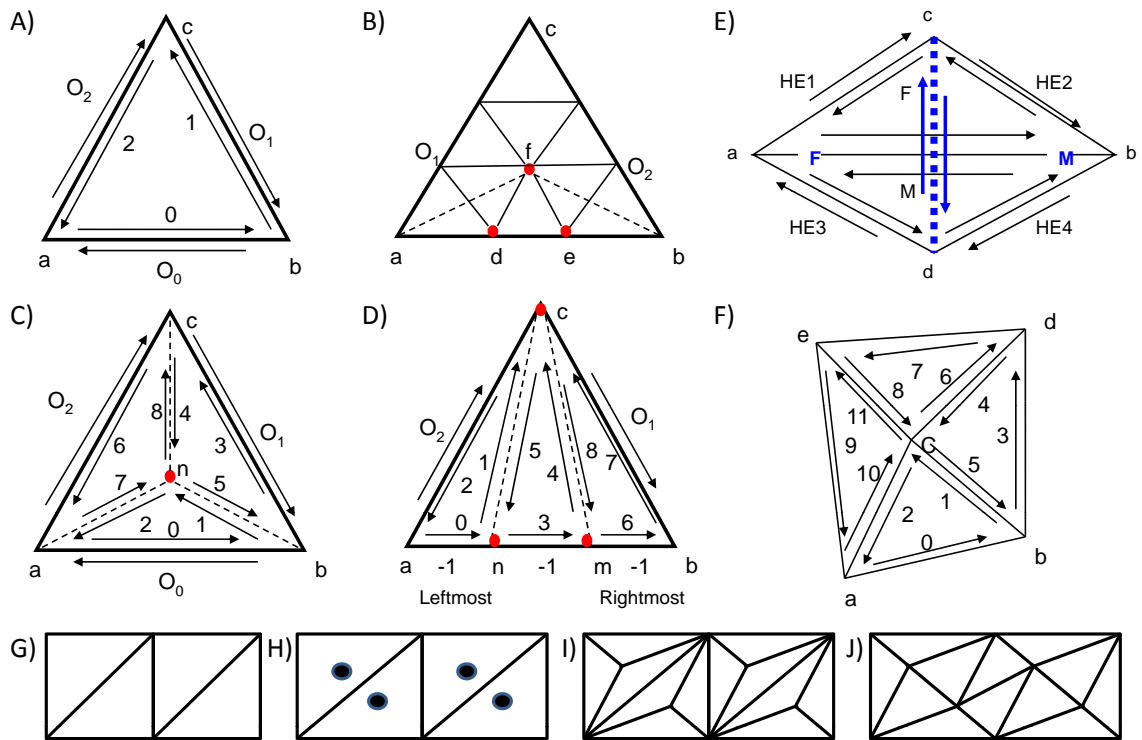 A)
c
O2
O1
2
1
0
a
b
O0
B)
c
O1
f
O2
a
d
e
b
E)
c
HE1
F
HE2
a
F
M
b
M
HE3
HE4
d
C)
c
O2
8
4
O1
6
3
n
7
5
2
0
1
a
b
O0
D)
c
O2
O1
1
5
8
2
4
7
0
3
6
a
-1
n
-1
m
-1
b
Leftmost
Rightmost
F)
e
d
7
6
8
4
11
3
9
C
5
10
1
2
0
b
a
G)
H)
I)
J)